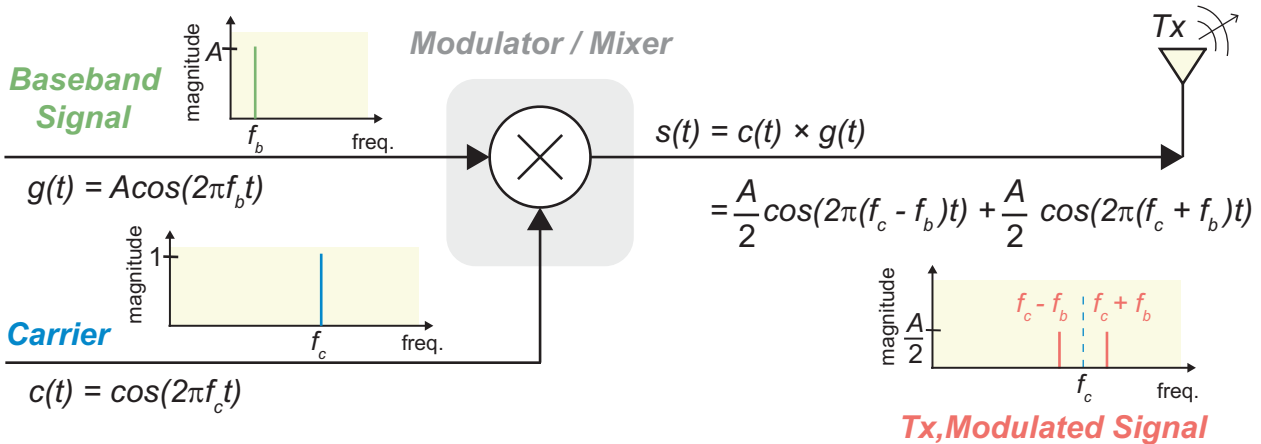 Modulator / Mixer
Tx
Baseband
Signal
magnitude
A
f_b
freq.
s(t) = c(t) × g(t)
g(t) = Acos(2πf_bt)
= A/2 cos(2π(f_c - f_b)t) + A/2 cos(2π(f_c + f_b)t)
magnitude
1
f_c
freq.
Carrier
c(t) = cos(2πf_ct)
magnitude
A/2
f_c - f_b
f_c + f_b
f_c
freq.
Tx,Modulated Signal